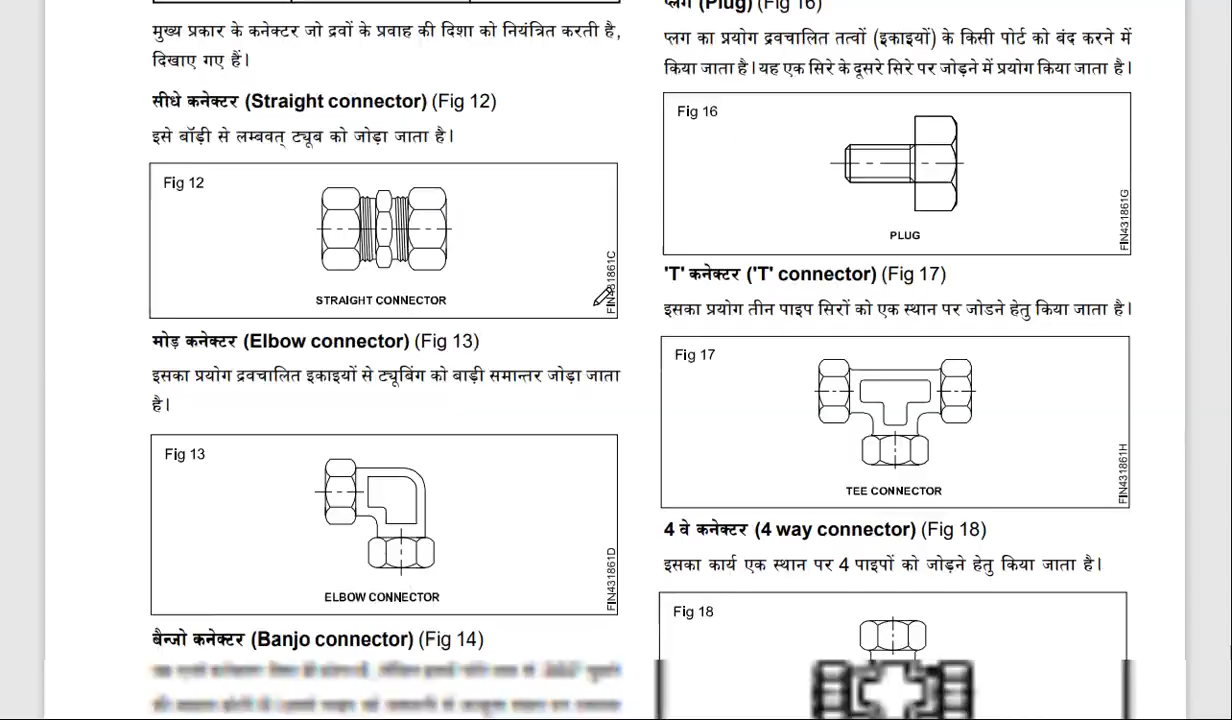 मुख्य प्रकार के कनेक्टर जो द्रवों के प्रवाह की दिशा को नियंत्रित करती है,
दिखाए गए हैं।
सीधे कनेक्टर (Straight connector) (Fig 12)
इसे बॉड़ी से लम्बवत् ट्यूब को जोड़ा जाता है।
Fig 12
STRAIGHT CONNECTOR
FIN431861C
मोड़ कनेक्टर (Elbow connector) (Fig 13)
इसका प्रयोग द्रवचालित इकाइयों से ट्यूबिंग को बाड़ी समान्तर जोड़ा जाता
है।
Fig 13
ELBOW CONNECTOR
FIN431861D
बैन्जो कनेक्टर (Banjo connector) (Fig 14)
प्लग (Plug) (Fig 16)
प्लग का प्रयोग द्रवचालित तत्वों (इकाइयों) के किसी पोर्ट को बंद करने में
किया जाता है। यह एक सिरे के दूसरे सिरे पर जोड़ने में प्रयोग किया जाता है।
Fig 16
PLUG
FIN431861G
'T' कनेक्टर ('T' connector) (Fig 17)
इसका प्रयोग तीन पाइप सिरों को एक स्थान पर जोडने हेतु किया जाता है।
Fig 17
TEE CONNECTOR
FIN431861H
4 वे कनेक्टर (4 way connector) (Fig 18)
इसका कार्य एक स्थान पर 4 पाइपों को जोड़ने हेतु किया जाता है।
Fig 18